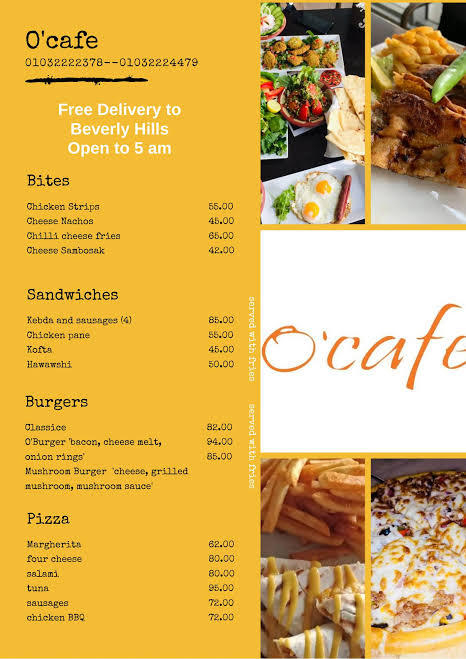 O'cafe
01032222378--01032224479
Free Delivery to
Beverly Hills
Open to 5 am
Bites
Chicken Strips 55.00
Cheese Nachos 45.00
Chilli cheese fries 65.00
Cheese Sambosak 42.00
Sandwiches
Kebda and sausages (4) 85.00
Chicken pane 55.00
Kofta 45.00
Hawawshi 50.00
served with fries
Burgers
Classice 82.00
O'Burger 'bacon, cheese melt, 94.00
onion rings' 85.00
Mushroom Burger 'cheese, grilled
mushroom, mushroom sauce'
served with fries
Pizza
Margherita 62.00
four cheese 80.00
salami 80.00
tuna 95.00
sausages 72.00
chicken BBQ 72.00
O'cafe